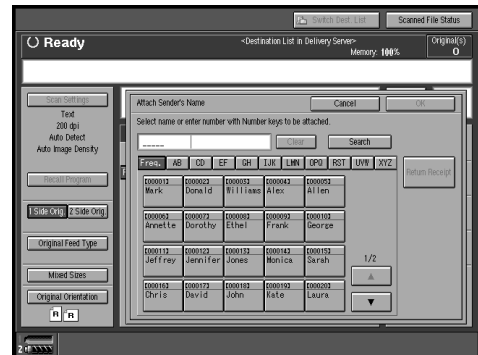 Switch Dest. List Scanned File Status
Ready
<Destination List in Delivery Server>
Memory: 100%
Original(s)
0
Scan Settings
Text
200 dpi
Auto Detect
Auto Image Density
Recall Program
1 Side Orig. 2 Side Orig.
Original Feed Type
Mixed Sizes
Original Orientation
R R
Attach Sender's Name Cancel OK
Select name or enter number with Number keys to be attached.
_____ Clear Search
Freq. AB CD EF GH IJK LMN OPQ RST UVW XYZ
Return Receipt
[00001] [00002] [00003] [00004] [00005]
Mark Donald Williams Alex Allen
[00006] [00007] [00008] [00009] [00010]
Annette Dorothy Ethel Frank George
[00011] [00012] [00013] [00014] [00015]
Jeffrey Jennifer Jones Monica Sarah
1/2
[00016] [00017] [00018] [00019] [00020]
Chris David John Kate Laura
▲
▼
2